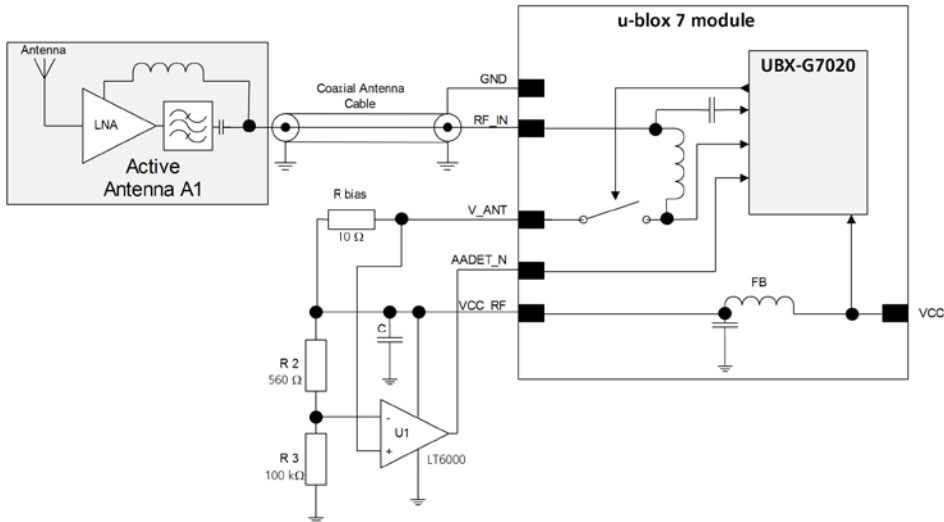 u-blox 7 module
Antenna
LNA
Active
Antenna A1
Coaxial Antenna
Cable
GND
RF_IN
UBX-G7020
R bias
10 Ω
V_ANT
AADET_N
VCC_RF
FB
VCC
C
R 2
560 Ω
-
U1
+
LT6000
R 3
100 kΩ